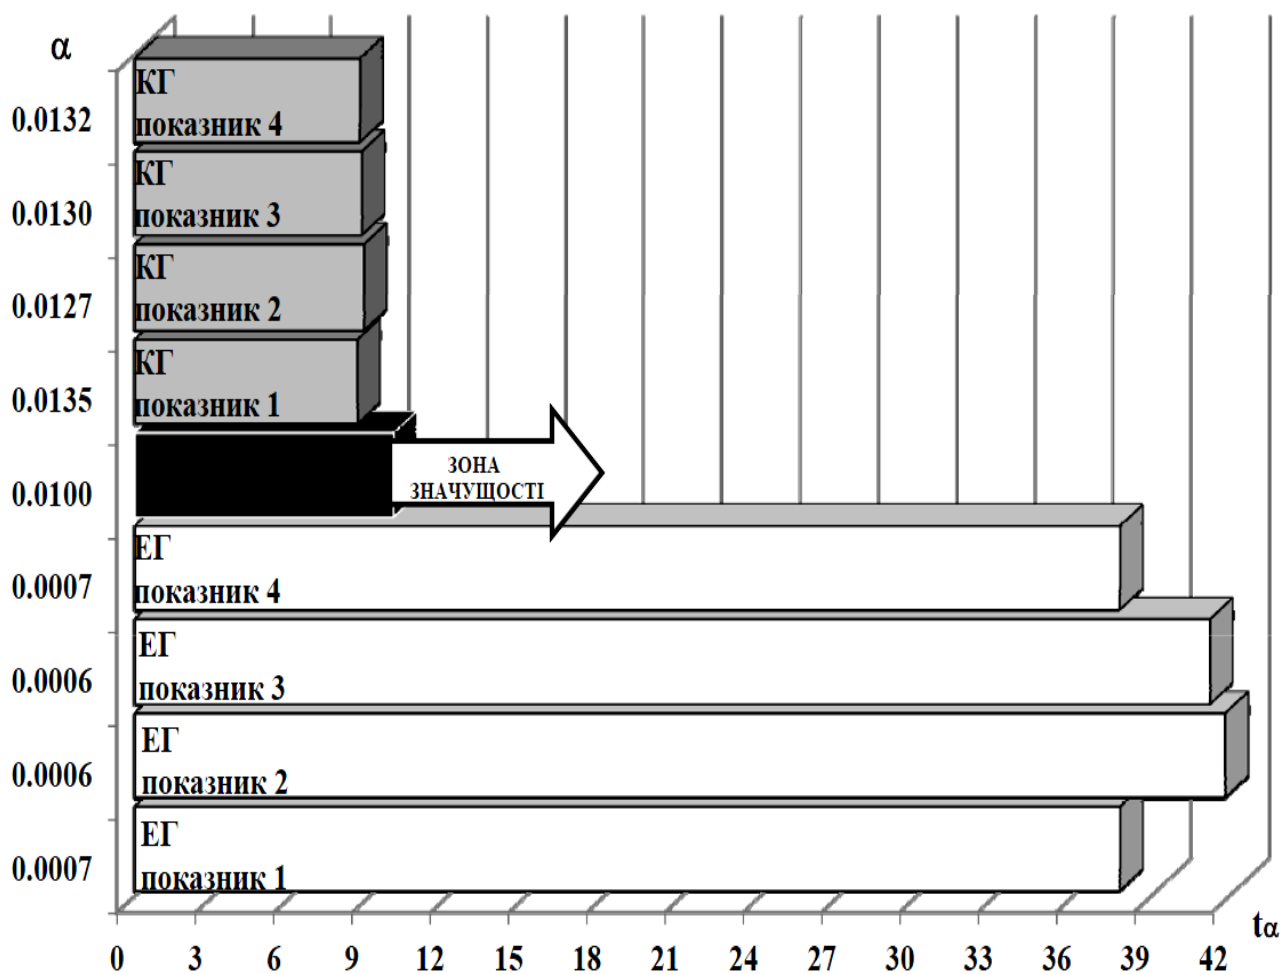 α
0.0132
КГ
показник 4
0.0130
КГ
показник 3
0.0127
КГ
показник 2
0.0135
КГ
показник 1
0.0100
ЗОНА
ЗНАЧУЩОСТІ
0.0007
ЕГ
показник 4
0.0006
ЕГ
показник 3
0.0006
ЕГ
показник 2
0.0007
ЕГ
показник 1
0 3 6 9 12 15 18 21 24 27 30 33 36 39 42
tα